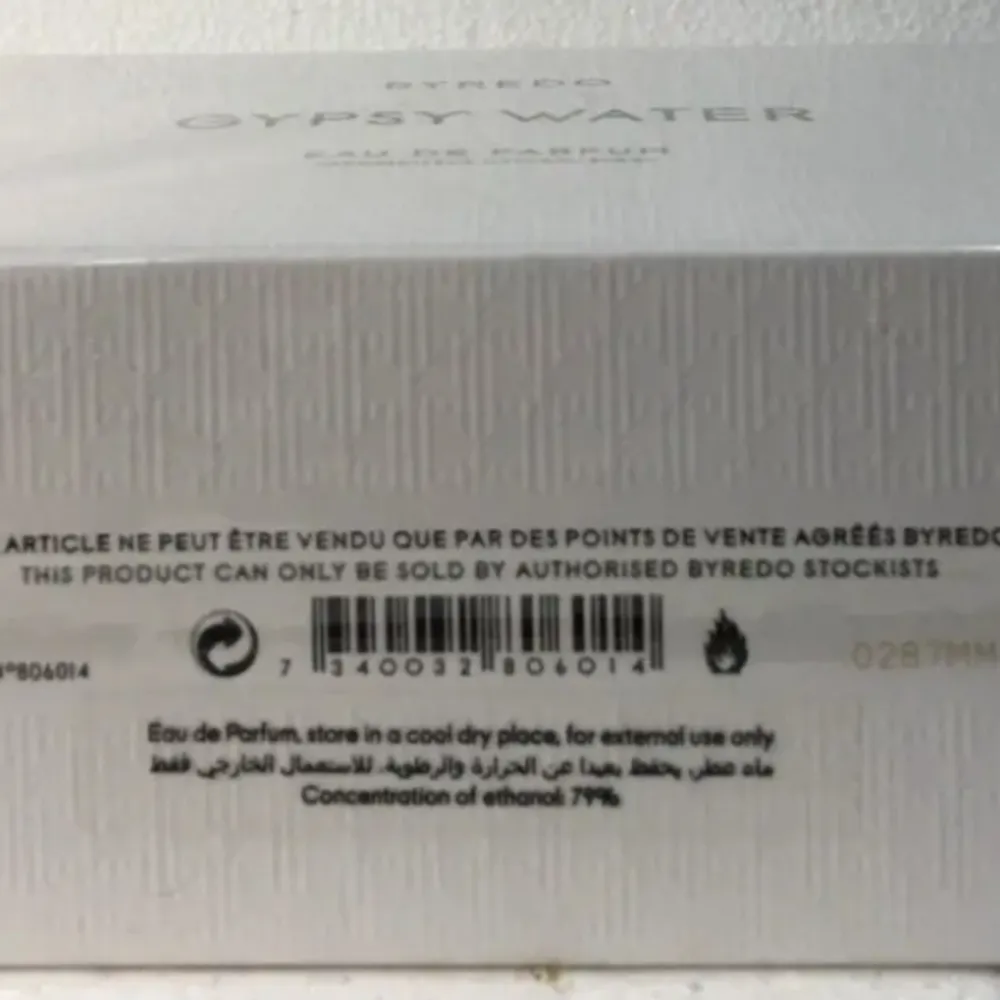 BYREDO
GYPSY WATER
EAU DE PARFUM
ARTICLE NE PEUT ÊTRE VENDU QUE PAR DES POINTS DE VENTE AGRÉÉS BYREDO
THIS PRODUCT CAN ONLY BE SOLD BY AUTHORISED BYREDO STOCKISTS
°806014
7 340032 806014
0287MM
Eau de Parfum, store in a cool dry place, for external use only
ماء عطر، يحفظ بعيدا عن الحرارة والرطوبة. للاستعمال الخارجي فقط
Concentration of ethanol: 79%